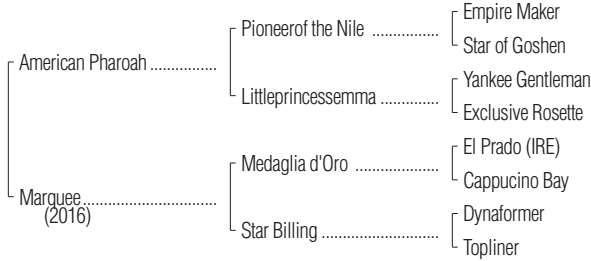 Empire Maker
Pioneerof the Nile ................
Star of Goshen
American Pharoah ................
Yankee Gentleman
Littleprincessemma ..............
Exclusive Rosette
El Prado (IRE)
Medaglia d'Oro ....................
Cappucino Bay
Marquee................................
(2016)
Dynaformer
Star Billing ............................
Topliner